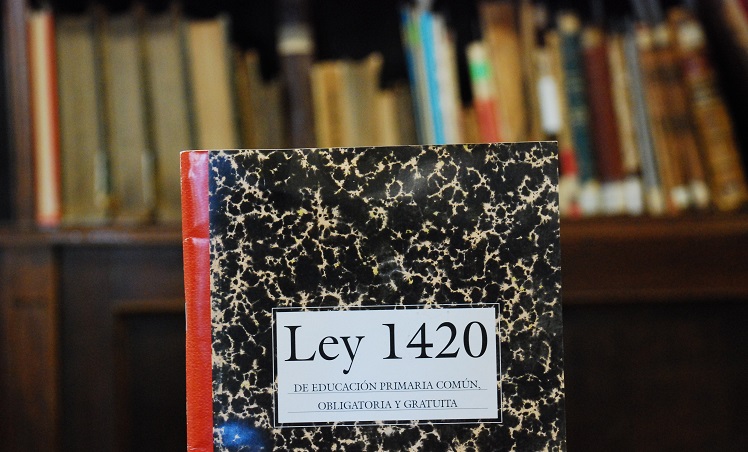 Ley 1420
DE EDUCACIÓN PRIMARIA COMÚN,
OBLIGATORIA Y GRATUITA